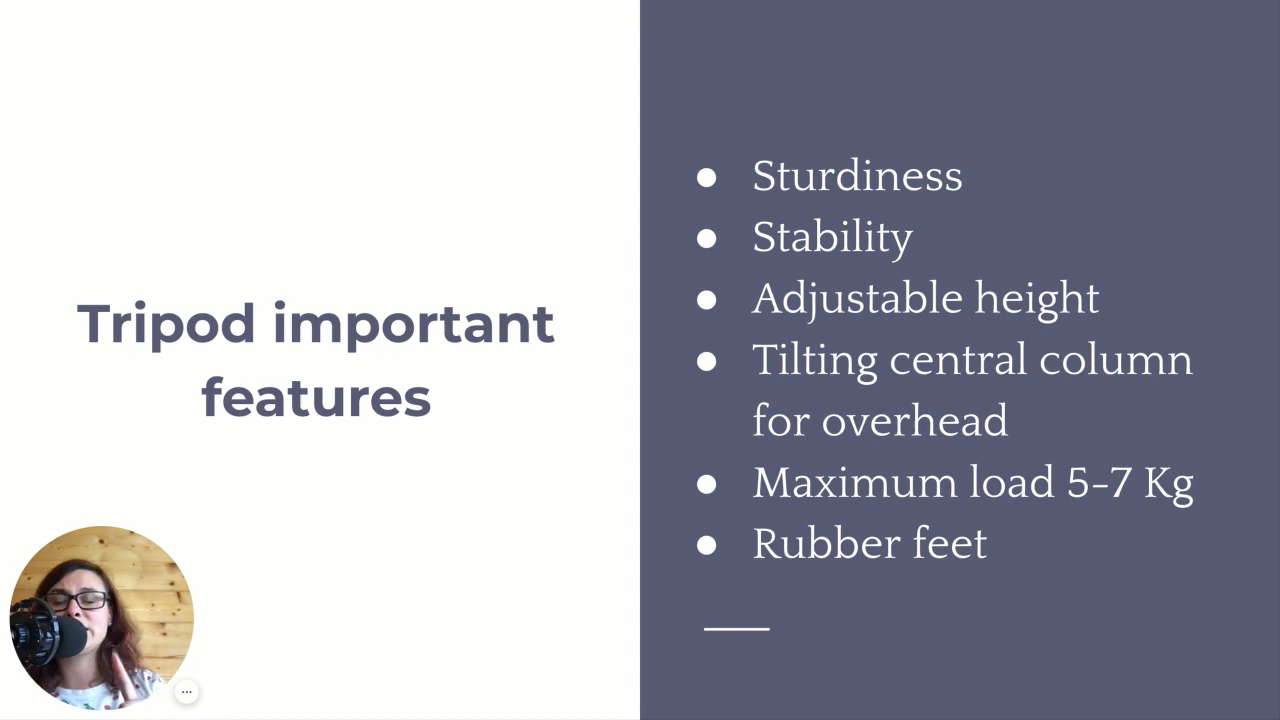 Tripod important
features
● Sturdiness
● Stability
● Adjustable height
● Tilting central column
for overhead
● Maximum load 5-7 Kg
● Rubber feet